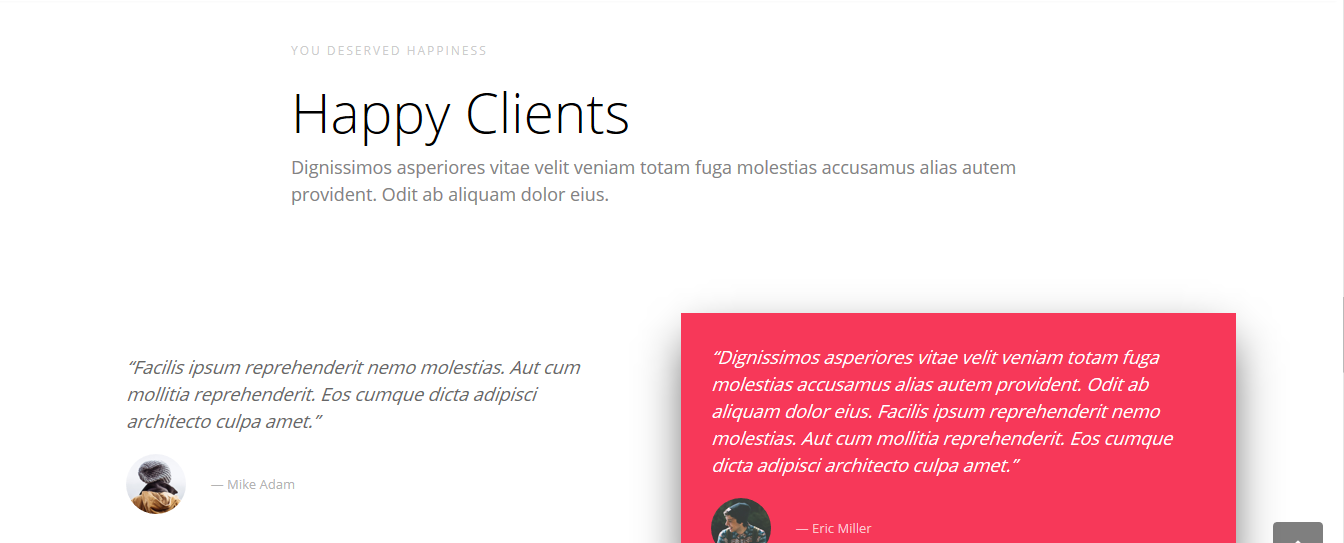 YOU DESERVED HAPPINESS
Happy Clients
Dignissimos asperiores vitae velit veniam totam fuga molestias accusamus alias autem
provident. Odit ab aliquam dolor eius.
“Facilis ipsum reprehenderit nemo molestias. Aut cum
mollitia reprehenderit. Eos cumque dicta adipisci
architecto culpa amet.”
— Mike Adam
“Dignissimos asperiores vitae velit veniam totam fuga
molestias accusamus alias autem provident. Odit ab
aliquam dolor eius. Facilis ipsum reprehenderit nemo
molestias. Aut cum mollitia reprehenderit. Eos cumque
dicta adipisci architecto culpa amet.”
— Eric Miller